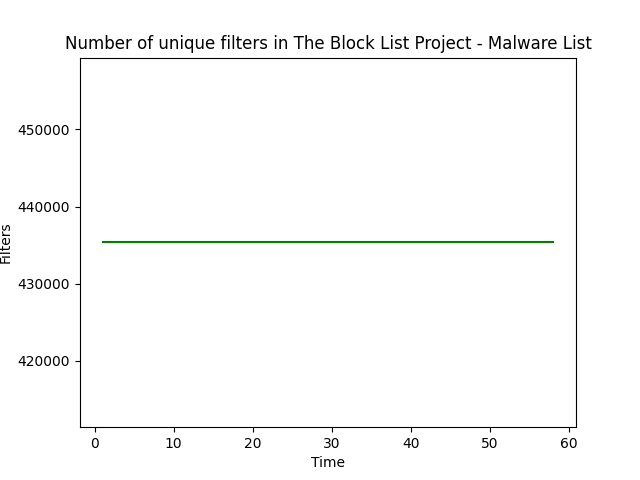 Number of unique filters in The Block List Project - Malware List
450000
440000
430000
420000
Filters
0 10 20 30 40 50 60
Time